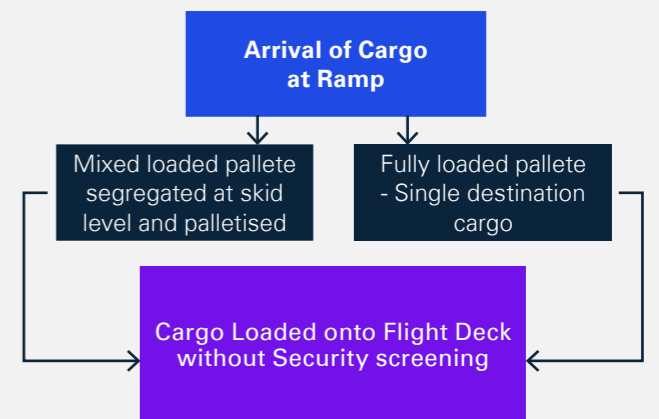 Arrival of Cargo
at Ramp
Mixed loaded pallete
segregated at skid
level and palletised
Fully loaded pallete
- Single destination
cargo
Cargo Loaded onto Flight Deck
without Security screening